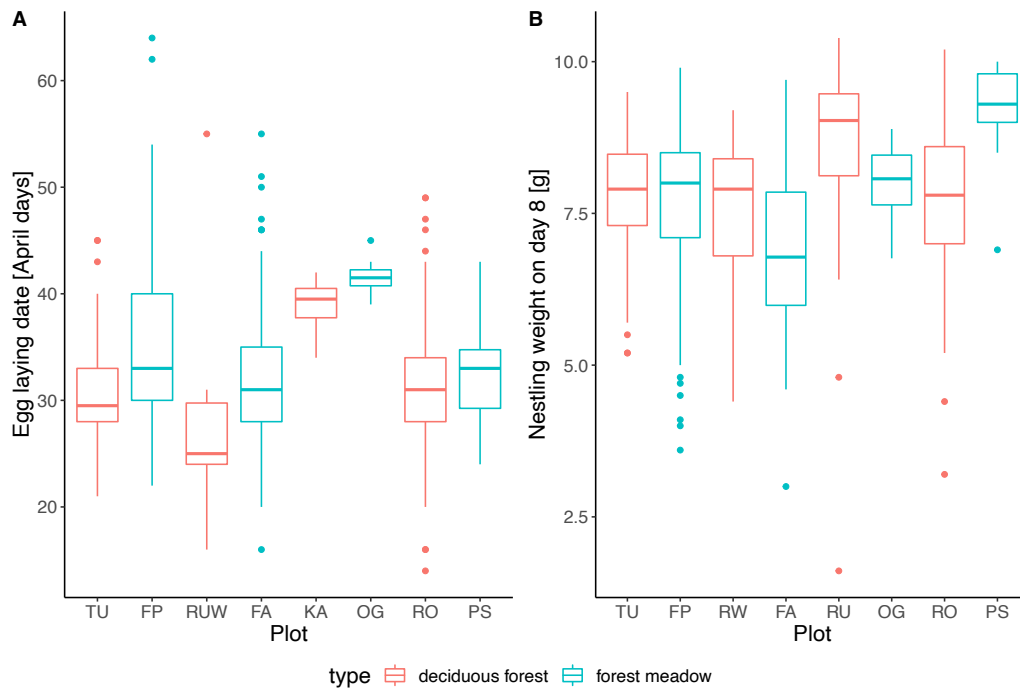 A
Egg laying date [April days]
60
50
40
30
20
TU FP RUW FA KA OG RO PS
Plot
B
Nestling weight on day 8 [g]
10.0
7.5
5.0
2.5
TU FP RW FA RU OG RO PS
Plot
type deciduous forest forest meadow